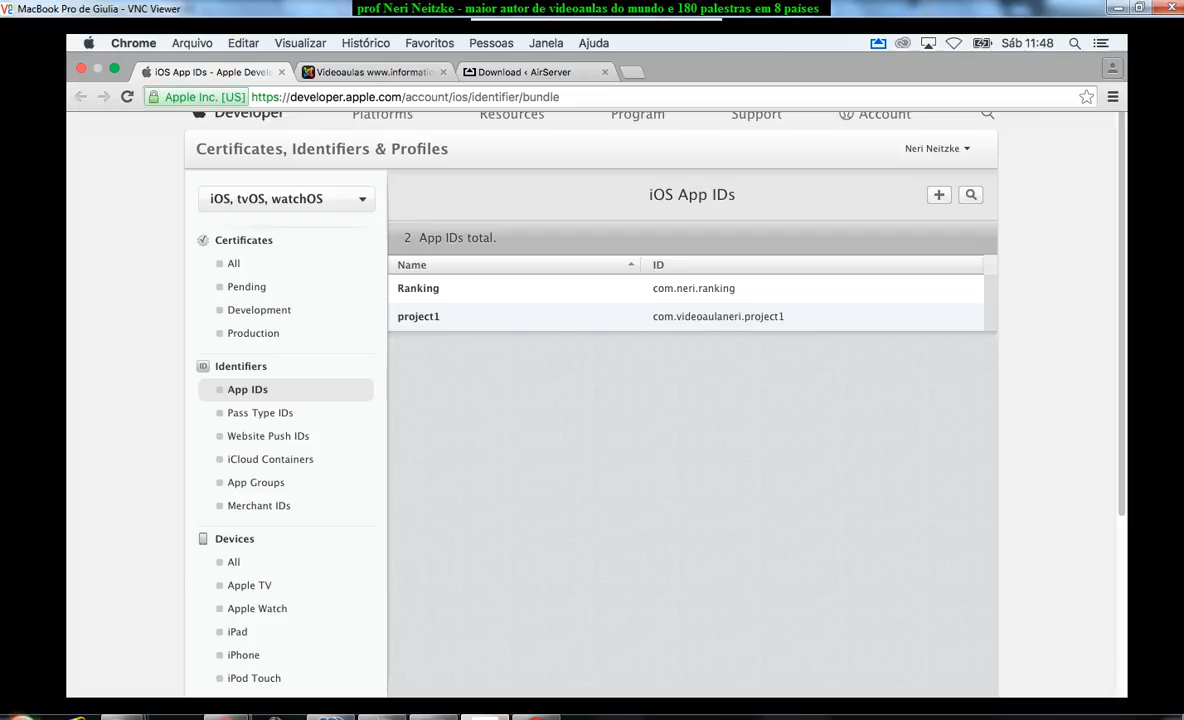 MacBook Pro de Giulia - VNC Viewer
prof Neri Neitzke - maior autor de videoaulas do mundo e 180 palestras em 8 países
Chrome Arquivo Editar Visualizar Histórico Favoritos Pessoas Janela Ajuda Sáb 11:48
iOS App IDs - Apple Devel
Videoaulas www.informatic
Download ‹ AirServer
Apple Inc. [US] https://developer.apple.com/account/ios/identifier/bundle
Developer Platforms Resources Program Support Account
Certificates, Identifiers & Profiles
Neri Neitzke
iOS, tvOS, watchOS
iOS App IDs
Certificates
2 App IDs total.
All
Name ID
Pending
Ranking com.neri.ranking
Development
project1 com.videoaulaneri.project1
Production
ID Identifiers
App IDs
Pass Type IDs
Website Push IDs
iCloud Containers
App Groups
Merchant IDs
Devices
All
Apple TV
Apple Watch
iPad
iPhone
iPod Touch